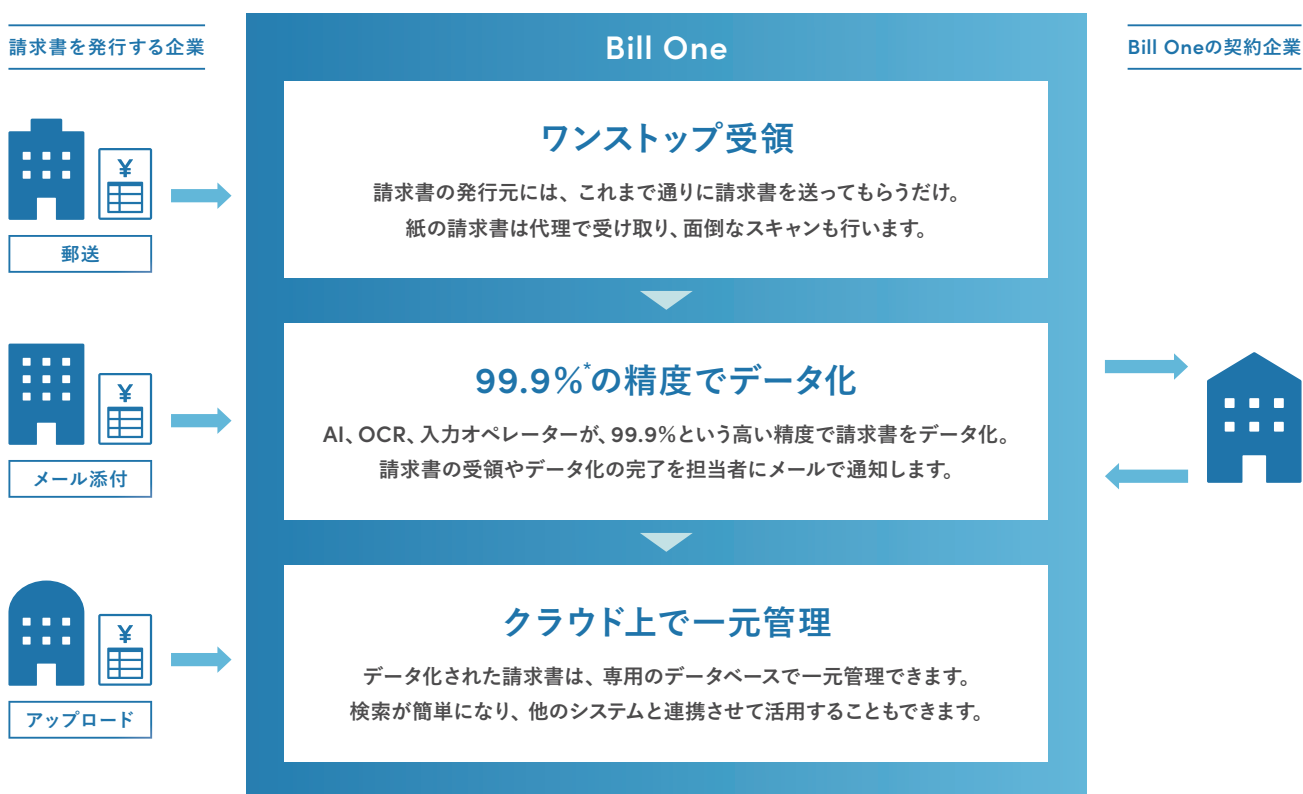 請求書を発行する企業
Bill One
Bill Oneの契約企業
¥
郵送
¥
メール添付
¥
アップロード
ワンストップ受領
請求書の発行元には、これまで通りに請求書を送ってもらうだけ。
紙の請求書は代理で受け取り、面倒なスキャンも行います。
99.9%*の精度でデータ化
AI、OCR、入力オペレーターが、99.9%という高い精度で請求書をデータ化。
請求書の受領やデータ化の完了を担当者にメールで通知します。
クラウド上で一元管理
データ化された請求書は、専用のデータベースで一元管理できます。
検索が簡単になり、他のシステムと連携させて活用することもできます。